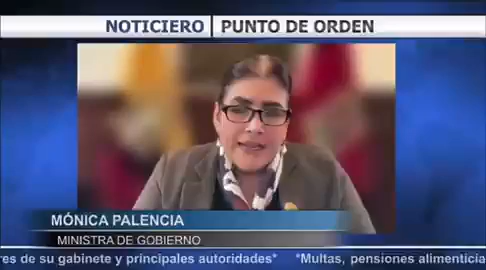 NOTICIERO PUNTO DE ORDEN
MÓNICA PALENCIA
MINISTRA DE GOBIERNO
res de su gabinete y principales autoridades* *Multas, pensiones alimenticia